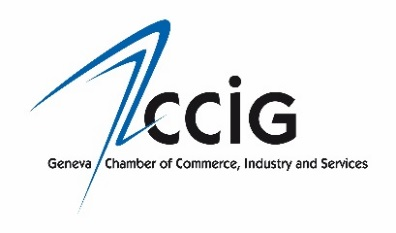 CCiG
Geneva Chamber of Commerce, Industry and Services